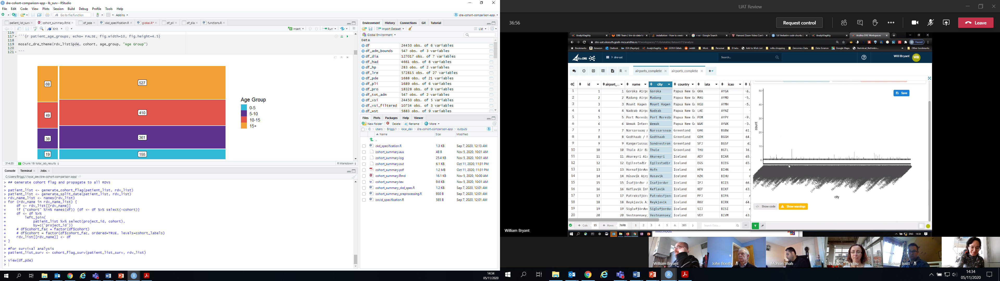 dre-cohort-comparison-app - lb_surv - RStudio
File Edit Code View Plots Session Build Debug Profile Tools Help
Go to file/function
Addins
dre-cohort-comparison-app
patient_list_surv
cohort_summary.Rmd
df_pde
ckd_specification.R
global.R*
df_pli
df_dia
functions.R
Knit
Insert
Run
116
117 ```{r patient_age_groups, echo= FALSE, fig.width=10, fig.height=4.5}
118
119 mosaic_dre_theme(rdv_list$pde, cohort, age_group, "Age Group")
120
121 ```
68
527
49
410
38
361
19
155
Age Group
0-5
5-10
10-15
15+
314:35 Chunk 19: total_lab_results R Markdown
Console Terminal Jobs
C:/Users/BriggL1/local_dev/dre-cohort-comparison-app/
> ## Generate cohort flag and propagate to all RDVs
>
> patient_list <- generate_cohort_flag(patient_list, rdv_list)
> patient_list <- generate_split_date(patient_list, rdv_list)
> rdv_name_list <- names(rdv_list)
> for (rdv_name in rdv_name_list) {
+ df <- rdv_list[[rdv_name]]
+ if ("cohort" %in% names(df)) {df <- df %>% select(-cohort)}
+ df <- df %>%
+ left_join(
+ patient_list %>% select(project_id, cohort),
+ by=c('project_id'))
+ # df$cohort_fac = factor(df$cohort)
+ # df$cohort = factor(df$cohort_fac, ordered=TRUE, levels=cohort_labels)
+ rdv_list[[rdv_name]] <- df
+ }
>
> #for survival analysis
> patient_list_surv <- cohort_flag_surv(patient_list_surv, rdv_list)
>
> View(df_pde)
>
Environment History Connections Git Tutorial
Import Dataset
List
Global Environment
Data
df 24450 obs. of 6 variables
df_adm_bounds 547 obs. of 3 variables
df_dia 127017 obs. of 7 variables
df_had 4661 obs. of 8 variables
df_hp 283 obs. of 2 variables
df_lre 572815 obs. of 27 variables
df_pde 1688 obs. of 21 variables
df_pli 1689 obs. of 6 variables
df_pro 18328 obs. of 9 variables
df_tot_adm 547 obs. of 2 variables
df_vsi 24450 obs. of 5 variables
df_vsi_filtered 10734 obs. of 3 variables
df_wst 5883 obs. of 9 variables
Files Plots Packages Help Viewer
New Folder Delete Rename More
C: Users BriggL1 local_dev dre-cohort-comparison-app outputs
Name Size Modified
..
ckd_specification.R 1.3 KB Sep 7, 2020, 12:13 AM
cohort_summary.aux 48 B Nov 5, 2020, 10:01 AM
cohort_summary.log 25.4 KB Nov 5, 2020, 10:01 AM
cohort_summary.out 6.1 KB Oct 11, 2020, 11:31 PM
cohort_summary.pdf 1.2 MB Oct 11, 2020, 11:31 PM
cohort_summary.Rmd 16.1 KB Nov 5, 2020, 10:00 AM
cohort_summary.tex 9.6 KB Nov 5, 2020, 10:01 AM
cohort_summary_ckd_spec.R 1.2 KB Sep 7, 2020, 12:01 AM
cohort_summary_preprocessing.R 930 B Sep 7, 2020, 12:01 AM
covid_specification.R 585 B Sep 7, 2020, 12:01 AM
14:34
05/11/2020
UAT Review
36:56
Request control
Leave
AnalytiXagility
DRE-Team / dre-ds-data-lo
installation - How to create
r roi - Google Search
Harvard Zoom Video Conf
5.6 Verbatim code chunks |
AnalytiXagility
Aridhia DRE Workspaces
dre-uat.uksouth.gosh-mca.aridhia.io/#/workspaces/11/datatable/dataset/23/analyse
Paused
Bookmarks Amazon Outlook ESR (Payslips) AnalytiXagility GOSH Gitlab reddit Work Personal EI tabs Add to Wish List m&s shopping Genomics Data Data Science Google Maps Statistical_Rethinkin... Other bookmarks
aridhia DRE
> dre-uat
Search...
Will Bryant
WB
R
airports_complete
airports_complete
id airport_... name city country iata icao
1 1 Goroka Airp Goroka Papua New G GKA AYGA -6.
2 2 Madang Airp Madang Papua New G MAG AYMD -5.
3 3 Mount Hagen Mount Hagen Papua New G HGU AYMH -5.
4 4 Nadzab Airp Nadzab Papua New G LAE AYNZ
5 5 Port Moresb Port Moresby Papua New G POM AYPY -9.
6 6 Wewak Inter Wewak Papua New G WWK AYWK -3.
7 7 Narsarsuaq Narssarssuaq Greenland UAK BGBW 61.
8 8 Godthaab / Godthaab Greenland GOH BGGH 64.
9 9 Kangerlussu Sondrestrom Greenland SFJ BGSF 67
10 10 Thule Air B Thule Greenland THU BGTL 76.
11 11 Akureyri Ai Akureyri Iceland AEY BIAR 65.
12 12 Egilsstaðir Egilsstadir Iceland EGS BIEG 65.
13 13 Hornafjörðu Hofn Iceland HFN BIHN 6
14 14 Húsavík Air Husavik Iceland HZK BIHU 6
15 15 Ísafjörður Isafjordur Iceland IFJ BIIS 66.
16 16 Keflavik In Keflavik Iceland KEF BIKF 63.
17 17 Patreksfjör Patreksfjor Iceland PFJ BIPA 6
18 18 Reykjavik A Reykjavik Iceland RKV BIRK 64.
19 19 Siglufjörðu Siglufjordu Iceland SIJ BISI 6
20 20 Vestmannaey Vestmannaey Iceland VEY BIVM 63.
Cols 15 Rows 7698 1 2 3 4 5 6 385
Search Data...
Save
50
40
30
20
10
0
count
city
Show code
Show warnings
Methods
ENG 14:34
William Bryant
William Bryant
John Booth
Mohsin Shah
Natassa Spiridou
Richard Issitt
14:34
05/11/2020